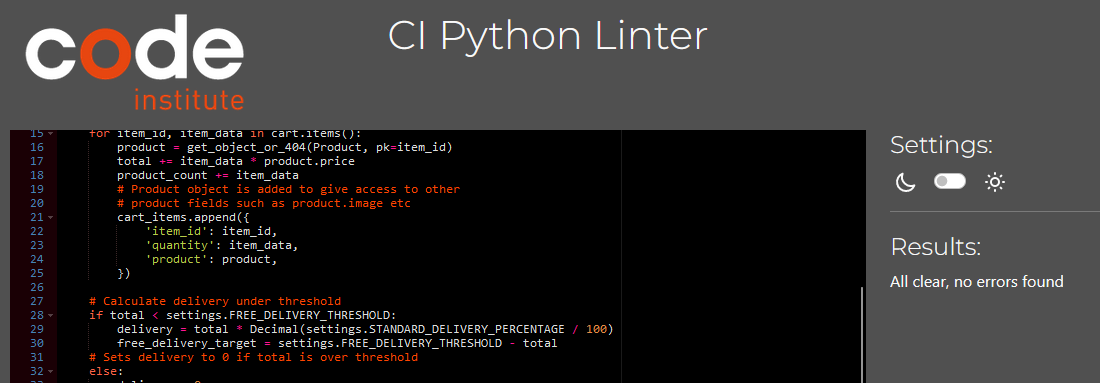 code
institute
CI Python Linter
15 for item_id, item_data in cart.items():
16 product = get_object_or_404(Product, pk=item_id)
17 total += item_data * product.price
18 product_count += item_data
19 # Product object is added to give access to other
20 # product fields such as product.image etc
21 cart_items.append({
22 'item_id': item_id,
23 'quantity': item_data,
24 'product': product,
25 })
26
27 # Calculate delivery under threshold
28 if total < settings.FREE_DELIVERY_THRESHOLD:
29 delivery = total * Decimal(settings.STANDARD_DELIVERY_PERCENTAGE / 100)
30 free_delivery_target = settings.FREE_DELIVERY_THRESHOLD - total
31 # Sets delivery to 0 if total is over threshold
32 else:
Settings:
Results:
All clear, no errors found